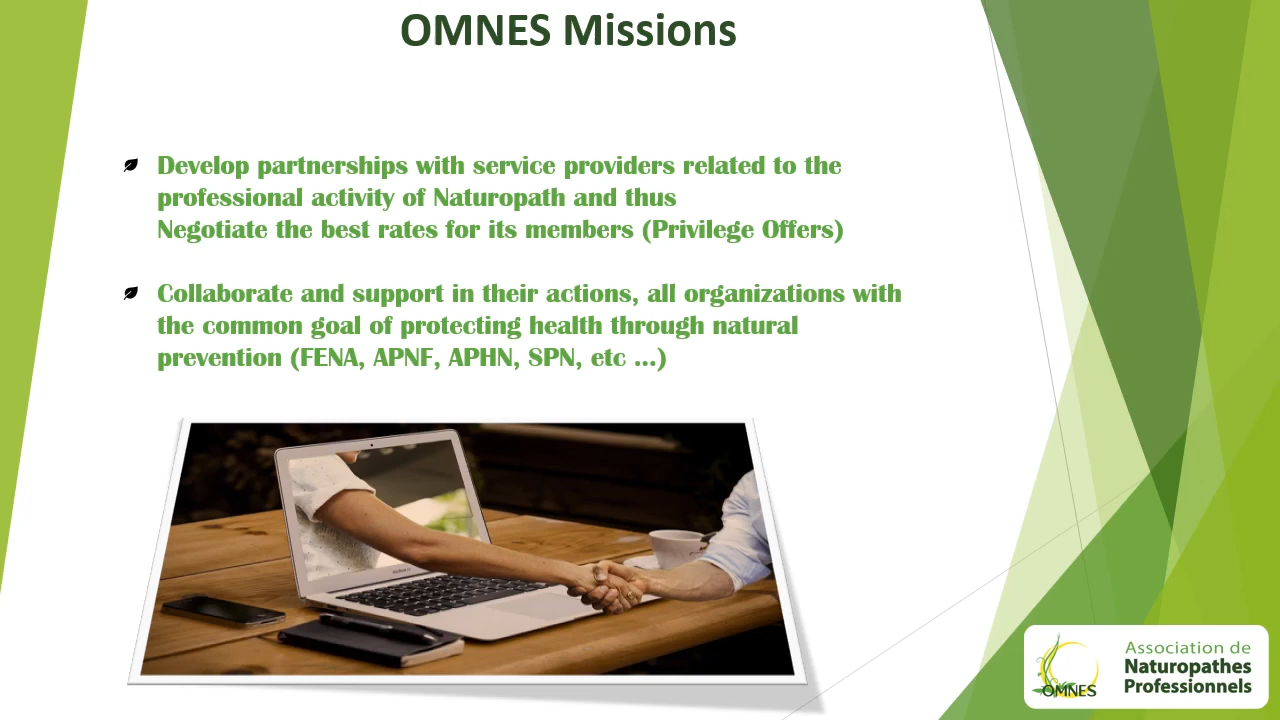 OMNES Missions
Develop partnerships with service providers related to the
professional activity of Naturopath and thus
Negotiate the best rates for its members (Privilege Offers)
Collaborate and support in their actions, all organizations with
the common goal of protecting health through natural
prevention (FENA, APNF, APHN, SPN, etc ...)
OMNES
Association de
Naturopathes
Professionnels